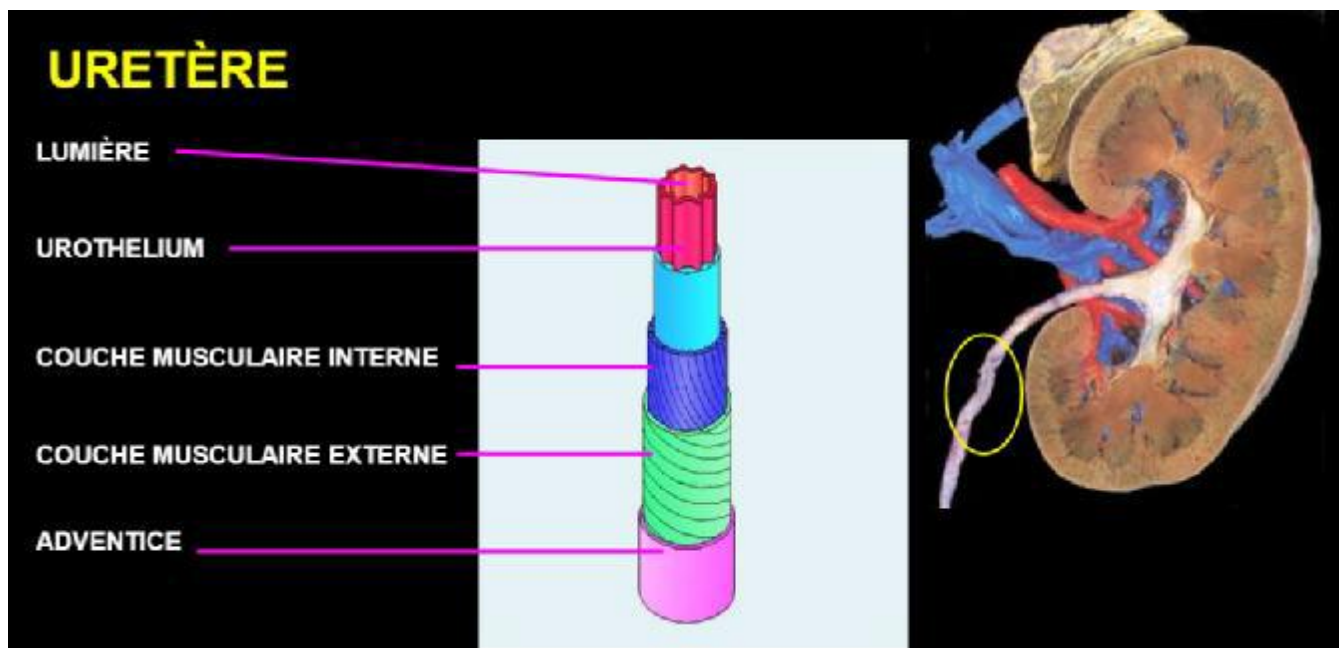 URETÈRE
LUMIÈRE
UROTHELIUM
COUCHE MUSCULAIRE INTERNE
COUCHE MUSCULAIRE EXTERNE
ADVENTICE